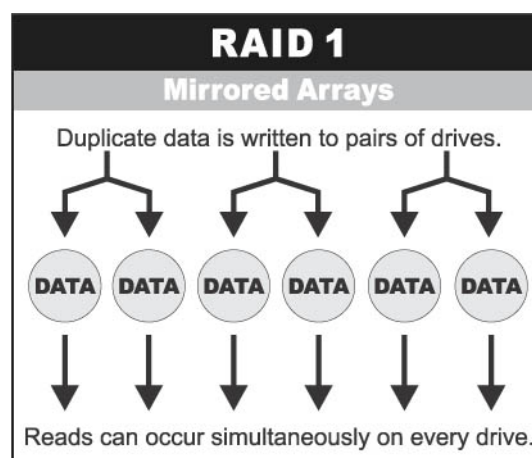 RAID 1
Mirrored Arrays
Duplicate data is written to pairs of drives.
DATA DATA DATA DATA DATA DATA
Reads can occur simultaneously on every drive.